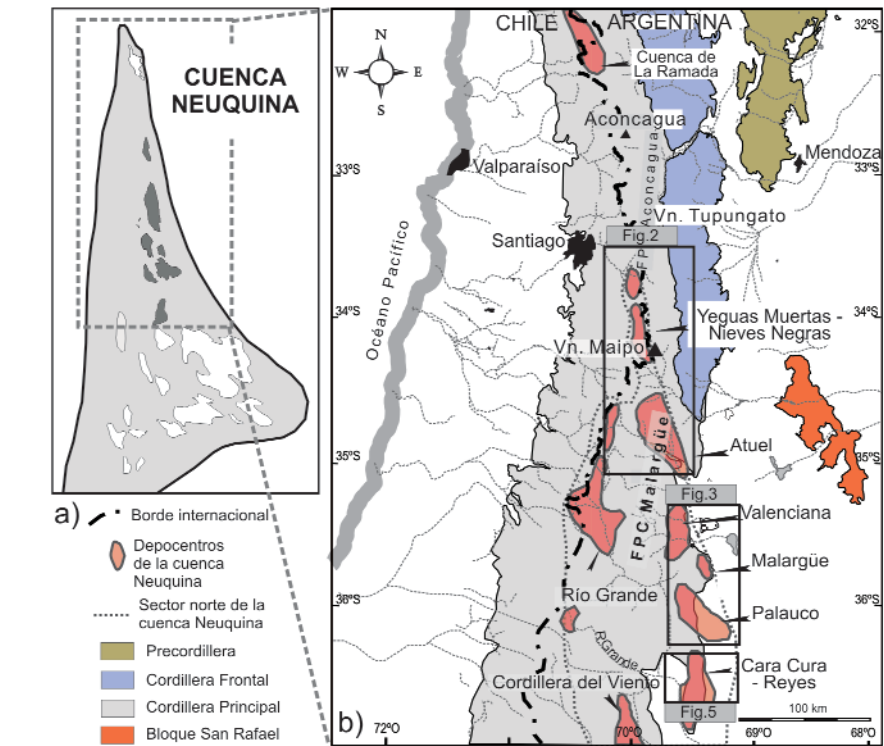 CUENCA
NEUQUINA
a)
Borde internacional
Depocentros
de la cuenca
Neuquina
Sector norte de la
cuenca Neuquina
Precordillera
Cordillera Frontal
Cordillera Principal
Bloque San Rafael
CHILE
ARGENTINA
32ºS
N
W
E
S
Cuenca de
La Ramada
Aconcagua
FPC Aconcagua
Mendoza
33ºS
33ºS
Valparaíso
Vn. Tupungato
Santiago
Fig.2
Océano Pacífico
34ºS
34ºS
Yeguas Muertas -
Nieves Negras
Vn. Maipo
FPC Malargüe
Atuel
35ºS
35ºS
Fig.3
Valenciana
Malargüe
Río Grande
Palauco
36ºS
36ºS
R.Grande
Cordillera del Viento
Cara Cura
- Reyes
Fig.5
100 km
b)
72ºO
70ºO
69ºO
68ºO